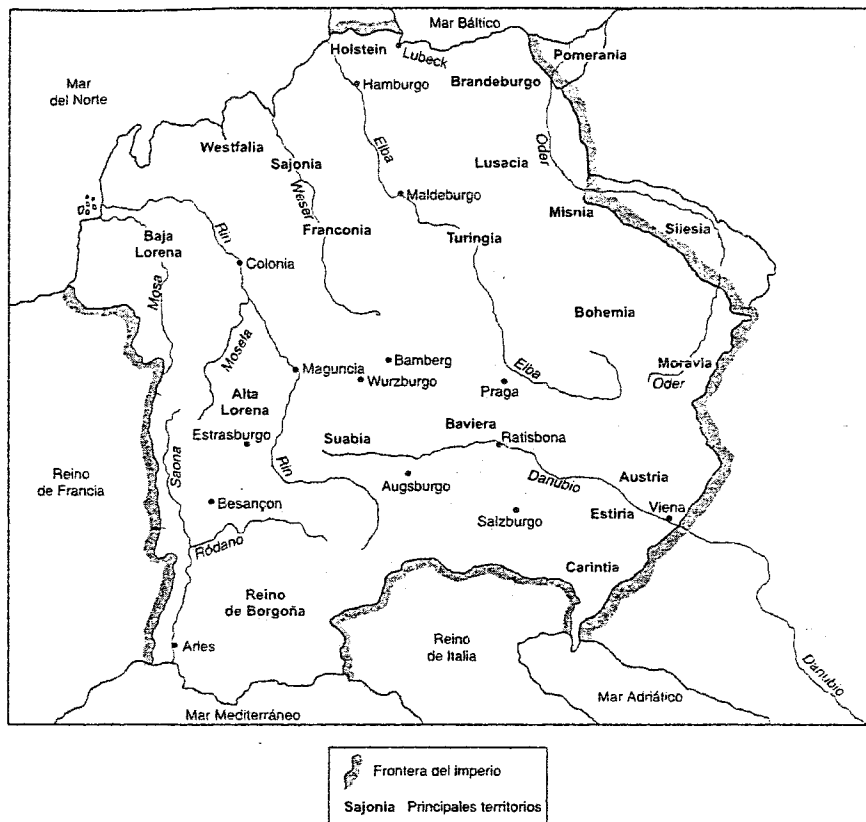 Mar Báltico
Holstein
Lubeck
Pomerania
Mar
del Norte
Hamburgo
Brandeburgo
Westfalia
Elba
Oder
Sajonia
Lusacia
Weser
Maldeburgo
Misnia
Baja
Lorena
Rin
Franconia
Turingia
Silesia
Colonia
Mosa
Bohemia
Mosela
Bamberg
Maguncia
Wurzburgo
Elba
Moravia
Praga
Oder
Alta
Lorena
Estrasburgo
Suabia
Baviera
Ratisbona
Reino
de Francia
Saona
Rin
Augsburgo
Danubio
Austria
Besançon
Salzburgo
Estiria
Viena
Ródano
Carintia
Reino
de Borgoña
Arles
Reino
de Italia
Danubio
Mar Adriático
Mar Mediterráneo
Frontera del imperio
Sajonia Principales territorios